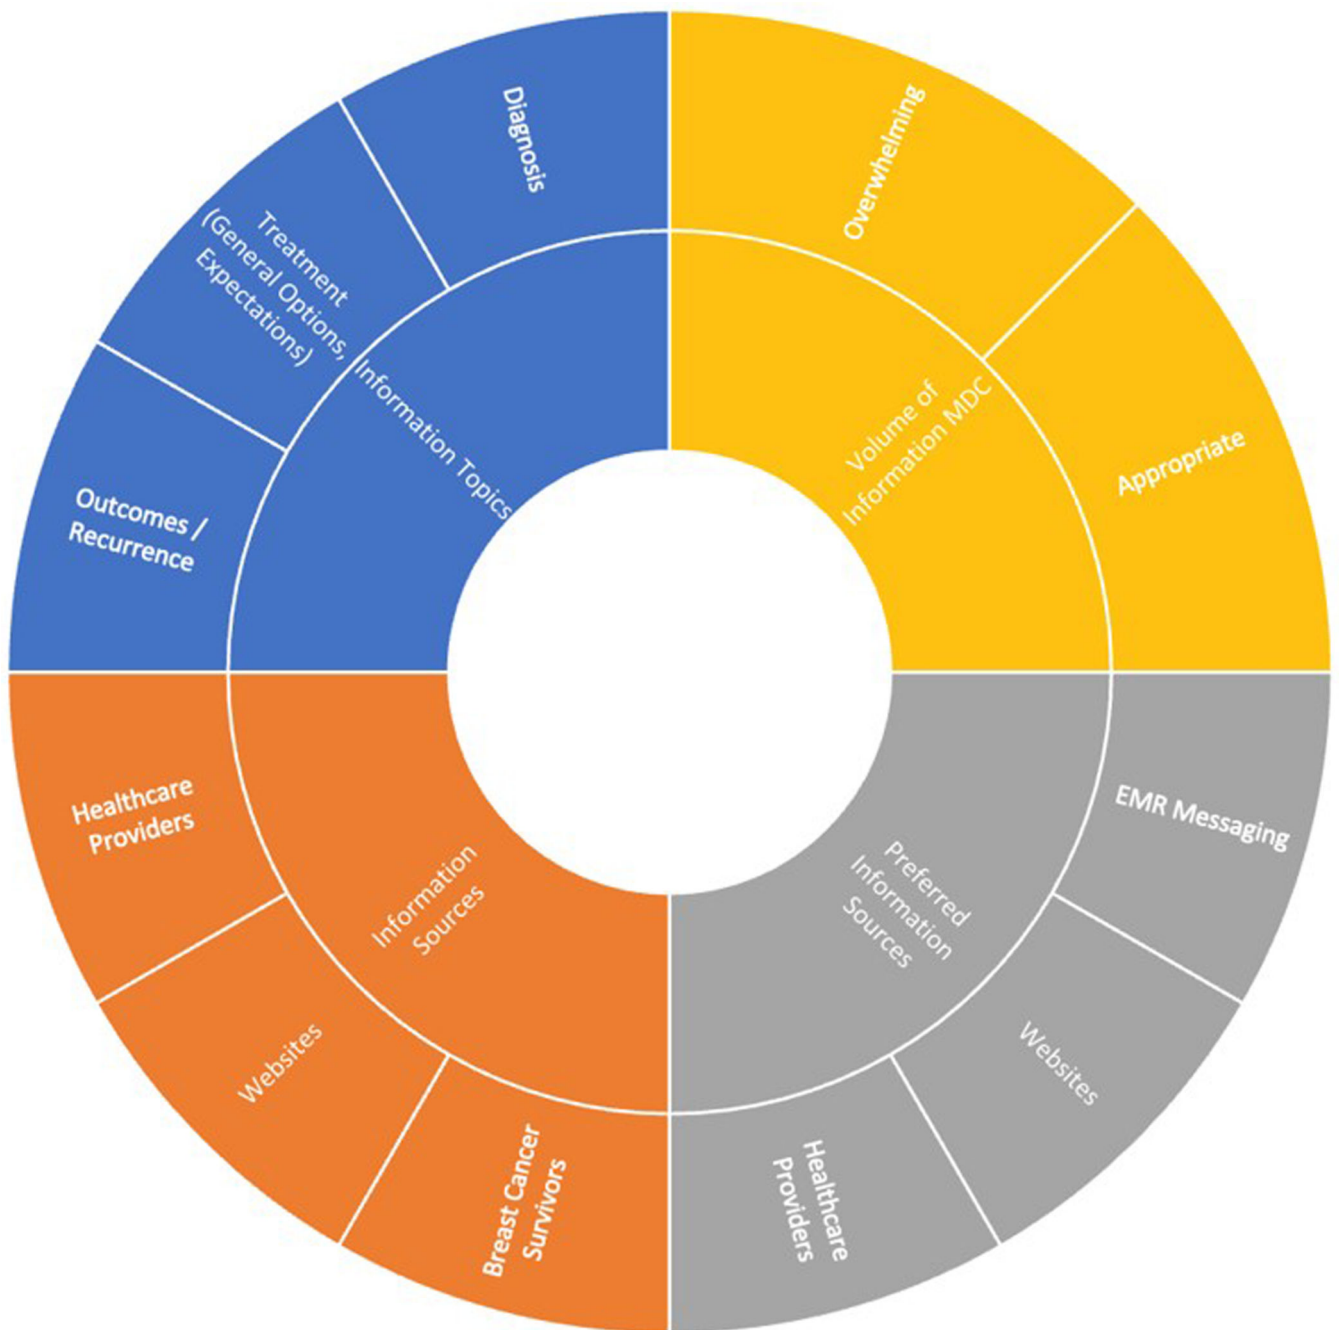 Diagnosis
Treatment
(General Options,
Expectations)
Outcomes /
Recurrence
Information Topics
Overwhelming
Appropriate
Volume of
Information MDC
Healthcare
Providers
Websites
Breast Cancer
Survivors
Information
Sources
EMR Messaging
Websites
Healthcare
Providers
Preferred
Information
Sources